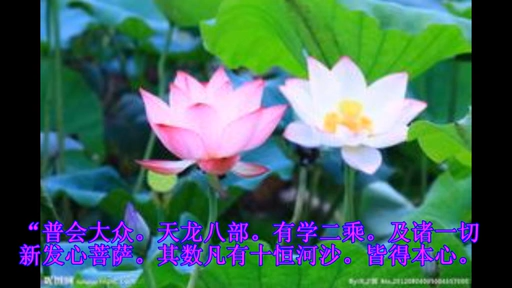 “普会大众。天龙八部。有学二乘。及诸一切
新发心菩萨。其数凡有十恒河沙。皆得本心。